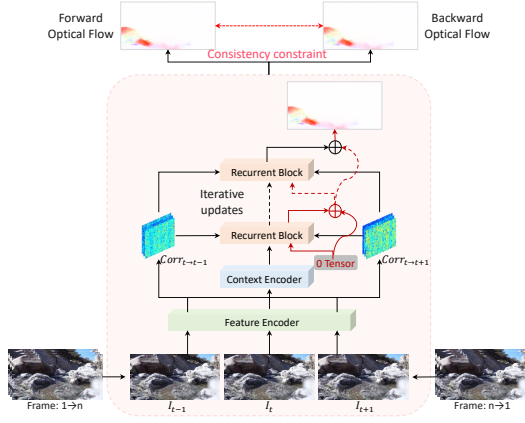 Forward
Optical Flow
Backward
Optical Flow
Consistency constraint
Recurrent Block
Iterative
updates
Recurrent Block
0 Tensor
Corr_{t→t−1}
Corr_{t→t+1}
Context Encoder
Feature Encoder
Frame: 1→n
I_{t−1}
I_t
I_{t+1}
Frame: n→1